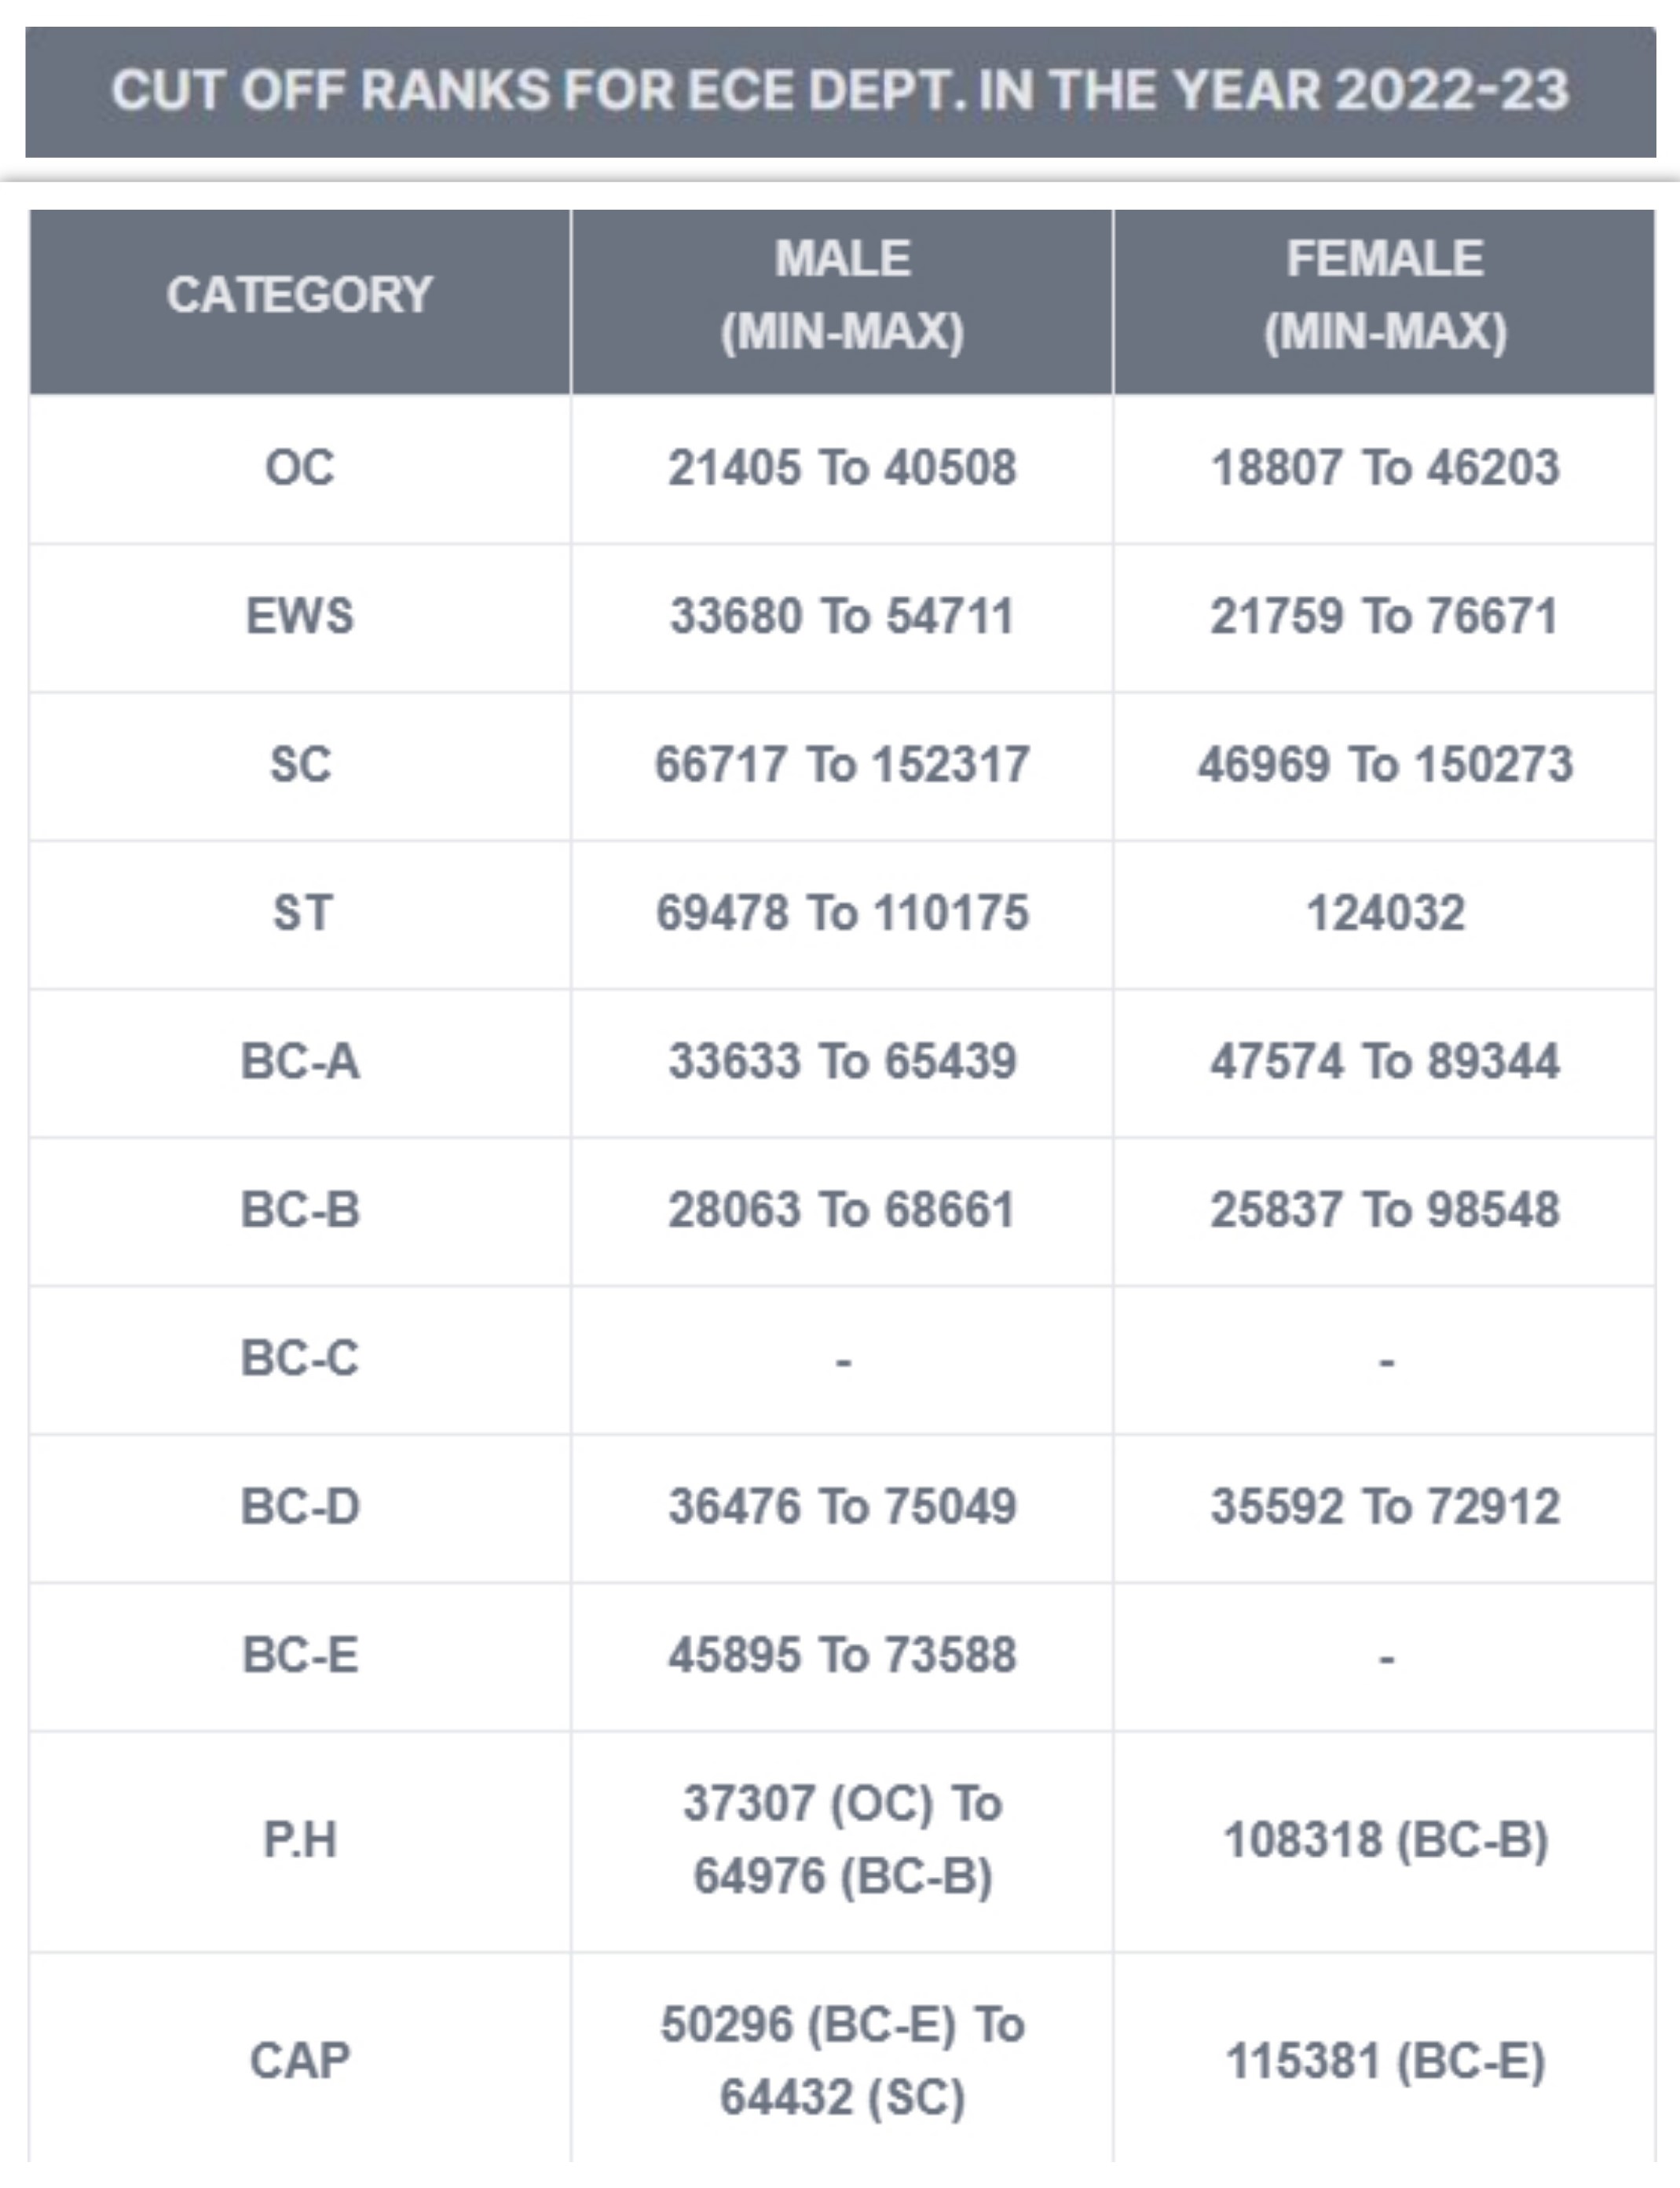 CUT OFF RANKS FOR ECE DEPT. IN THE YEAR 2022-23
CATEGORY MALE (MIN-MAX) FEMALE (MIN-MAX)
OC 21405 To 40508 18807 To 46203
EWS 33680 To 54711 21759 To 76671
SC 66717 To 152317 46969 To 150273
ST 69478 To 110175 124032
BC-A 33633 To 65439 47574 To 89344
BC-B 28063 To 68661 25837 To 98548
BC-C - -
BC-D 36476 To 75049 35592 To 72912
BC-E 45895 To 73588 -
P.H 37307 (OC) To 64976 (BC-B) 108318 (BC-B)
CAP 50296 (BC-E) To 64432 (SC) 115381 (BC-E)